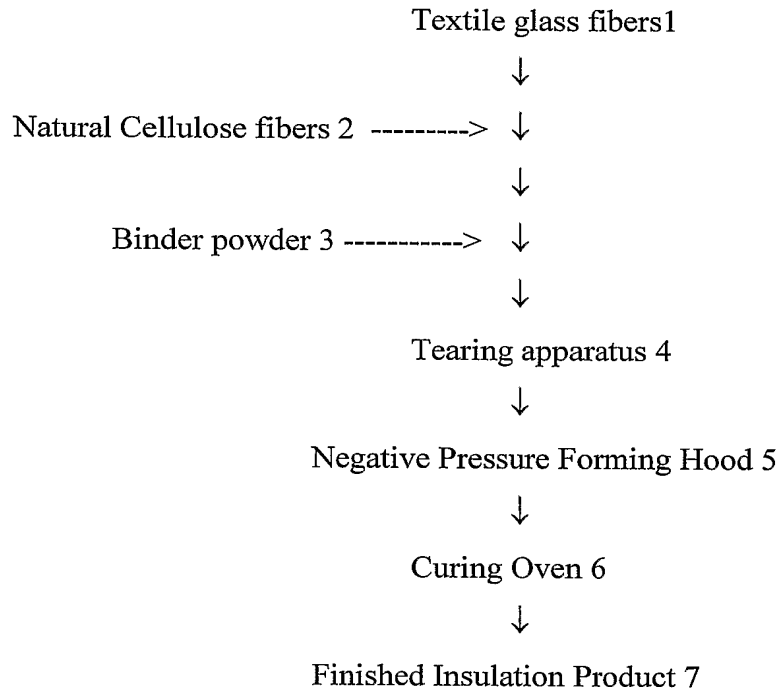 Textile glass fibers1
↓
Natural Cellulose fibers 2 ---------> ↓
↓
Binder powder 3 -----------> ↓
↓
Tearing apparatus 4
↓
Negative Pressure Forming Hood 5
↓
Curing Oven 6
↓
Finished Insulation Product 7